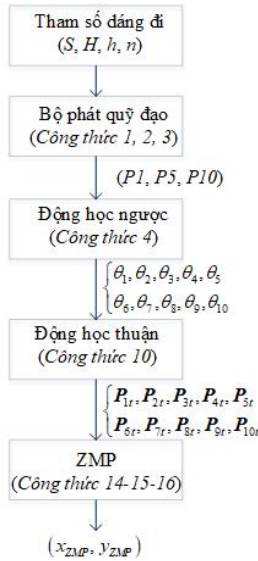 Tham số dáng đi
(S, H, h, n)
Bộ phát quỹ đạo
(Công thức 1, 2, 3)
(P1, P5, P10)
Động học ngược
(Công thức 4)
θ1, θ2, θ3, θ4, θ5
θ6, θ7, θ8, θ9, θ10
Động học thuận
(Công thức 10)
P1t, P2t, P3t, P4t, P5t
P6t, P7t, P8t, P9t, P10t
ZMP
(Công thức 14-15-16)
(xZMP, yZMP)